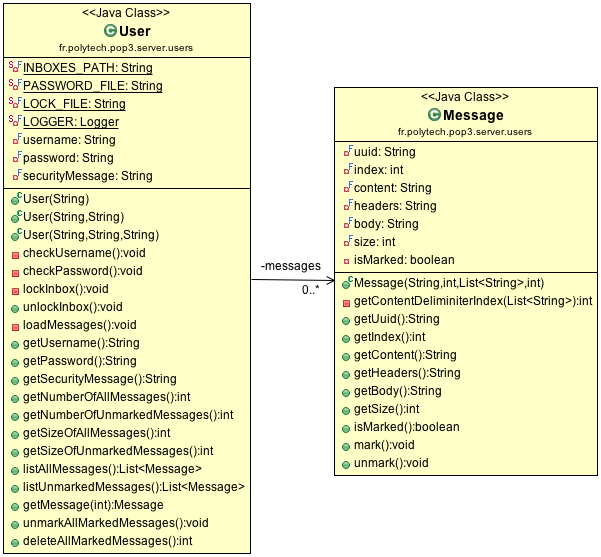 <<Java Class>>
User
fr.polytech.pop3.server.users
INBOXES_PATH: String
PASSWORD_FILE: String
LOCK_FILE: String
LOGGER: Logger
username: String
password: String
securityMessage: String
User(String)
User(String,String)
User(String,String,String)
checkUsername():void
checkPassword():void
lockInbox():void
unlockInbox():void
loadMessages():void
getUsername():String
getPassword():String
getSecurityMessage():String
getNumberOfAllMessages():int
getNumberOfUnmarkedMessages():int
getSizeOfAllMessages():int
getSizeOfUnmarkedMessages():int
listAllMessages():List<Message>
listUnmarkedMessages():List<Message>
getMessage(int):Message
unmarkAllMarkedMessages():void
deleteAllMarkedMessages():int
-messages
0..*
<<Java Class>>
Message
fr.polytech.pop3.server.users
uuid: String
index: int
content: String
headers: String
body: String
size: int
isMarked: boolean
Message(String,int,List<String>,int)
getContentDeliminiterIndex(List<String>):int
getUuid():String
getIndex():int
getContent():String
getHeaders():String
getBody():String
getSize():int
isMarked():boolean
mark():void
unmark():void